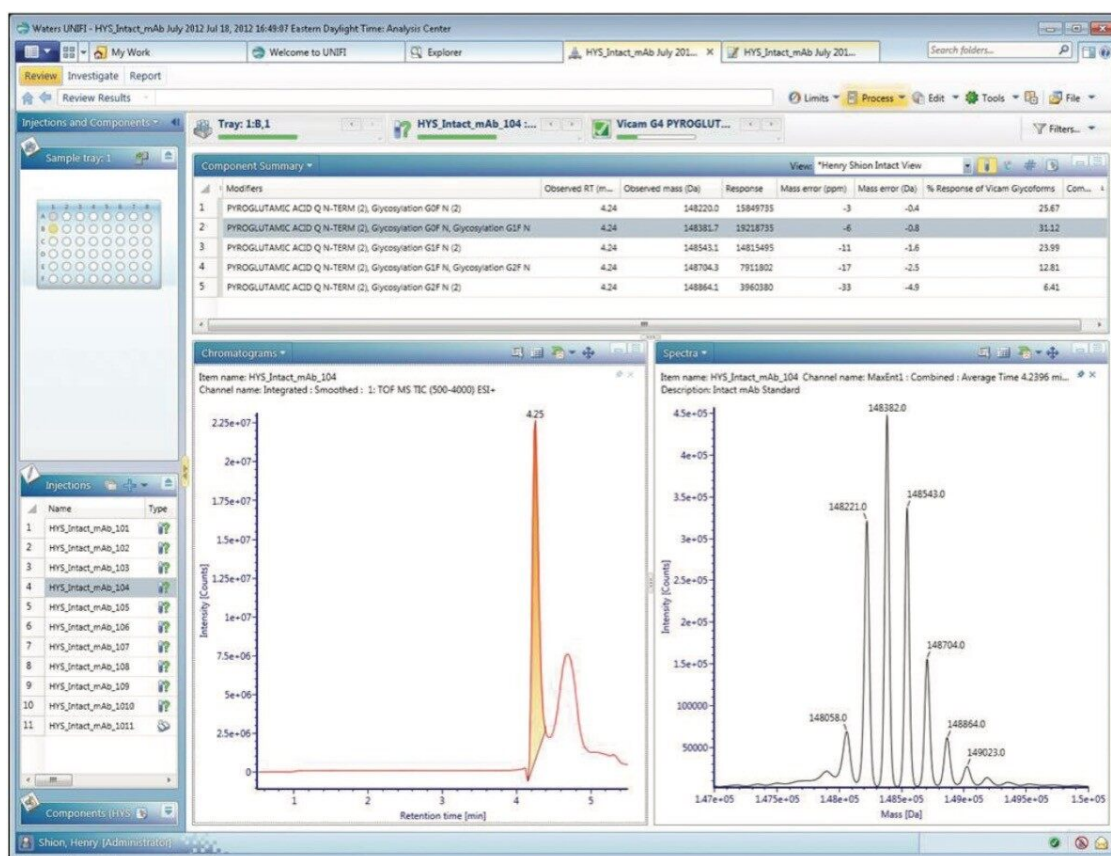 Waters UNIFI - HYS_Intact_mAb July 2012 Jul 18, 2012 16:49:07 Eastern Daylight Time: Analysis Center
My Work
Welcome to UNIFI
Explorer
HYS_Intact_mAb July 201...
HYS_Intact_mAb July 201...
Search folders...
Review Investigate Report
Review Results
Limits Process Edit Tools File
Injections and Components
Tray: 1:B,1
HYS_Intact_mAb_104 :...
Vicam G4 PYROGLUT...
Filters...
Sample tray: 1
1 2 3 4 5 6 7 8
A
B
C
D
E
F
Component Summary
View: *Henry Shion Intact View
Modifiers Observed RT (m... Observed mass (Da) Response Mass error (ppm) Mass error (Da) % Response of Vicam Glycoforms Com...
1 PYROGLUTAMIC ACID Q N-TERM (2), Glycosylation G0F N (2) 4.24 148220.0 15849735 -3 -0.4 25.67
2 PYROGLUTAMIC ACID Q N-TERM (2), Glycosylation G0F N, Glycosylation G1F N 4.24 148381.7 19218735 -6 -0.8 31.12
3 PYROGLUTAMIC ACID Q N-TERM (2), Glycosylation G1F N (2) 4.24 148543.1 14815495 -11 -1.6 23.99
4 PYROGLUTAMIC ACID Q N-TERM (2), Glycosylation G1F N, Glycosylation G2F N 4.24 148704.3 7911802 -17 -2.5 12.81
5 PYROGLUTAMIC ACID Q N-TERM (2), Glycosylation G2F N (2) 4.24 148864.1 3960380 -33 -4.9 6.41
Injections
Name Type
1 HYS_Intact_mAb_101
2 HYS_Intact_mAb_102
3 HYS_Intact_mAb_103
4 HYS_Intact_mAb_104
5 HYS_Intact_mAb_105
6 HYS_Intact_mAb_106
7 HYS_Intact_mAb_107
8 HYS_Intact_mAb_108
9 HYS_Intact_mAb_109
10 HYS_Intact_mAb_1010
11 HYS_Intact_mAb_1011
Components (HYS
Chromatograms
Item name: HYS_Intact_mAb_104
Channel name: Integrated : Smoothed : 1: TOF MS TIC (500-4000) ESI+
4.25
2.25e+07
2e+07
1.75e+07
1.5e+07
1.25e+07
1e+07
7.5e+06
5e+06
2.5e+06
0
Intensity [Counts]
1 2 3 4 5
Retention time [min]
Spectra
Item name: HYS_Intact_mAb_104 Channel name: MaxEnt1 : Combined : Average Time 4.2396 mi...
Description: Intact mAb Standard
148382.0
148543.0
148221.0
148704.0
148058.0
148864.0
149023.0
4.5e+05
4e+05
3.5e+05
3e+05
2.5e+05
2e+05
1.5e+05
100000
50000
Intensity [Counts]
1.47e+05 1.475e+05 1.48e+05 1.485e+05 1.49e+05 1.495e+05 1.5e+05
Mass [Da]
Shion, Henry [Administrator]